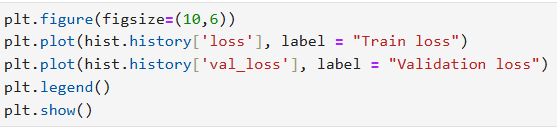 plt.figure(figsize=(10,6))
plt.plot(hist.history['loss'], label = "Train loss")
plt.plot(hist.history['val_loss'], label = "Validation loss")
plt.legend()
plt.show()